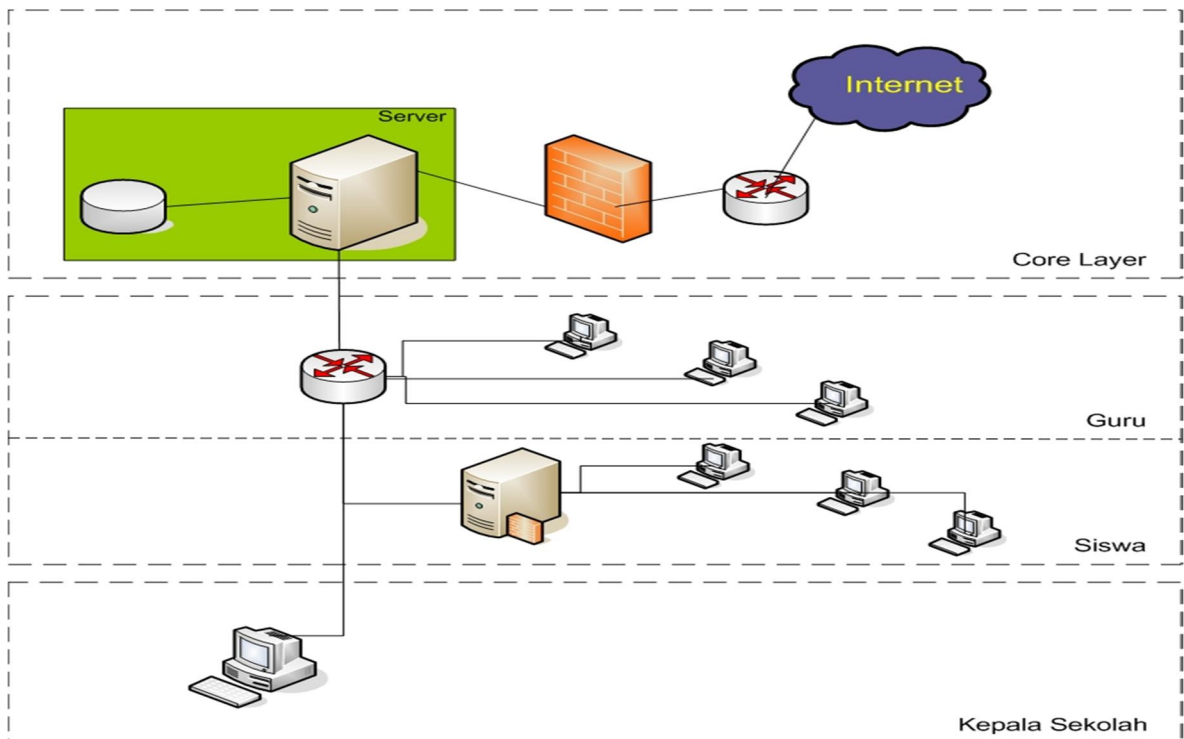 Server
Internet
Core Layer
Guru
Siswa
Kepala Sekolah